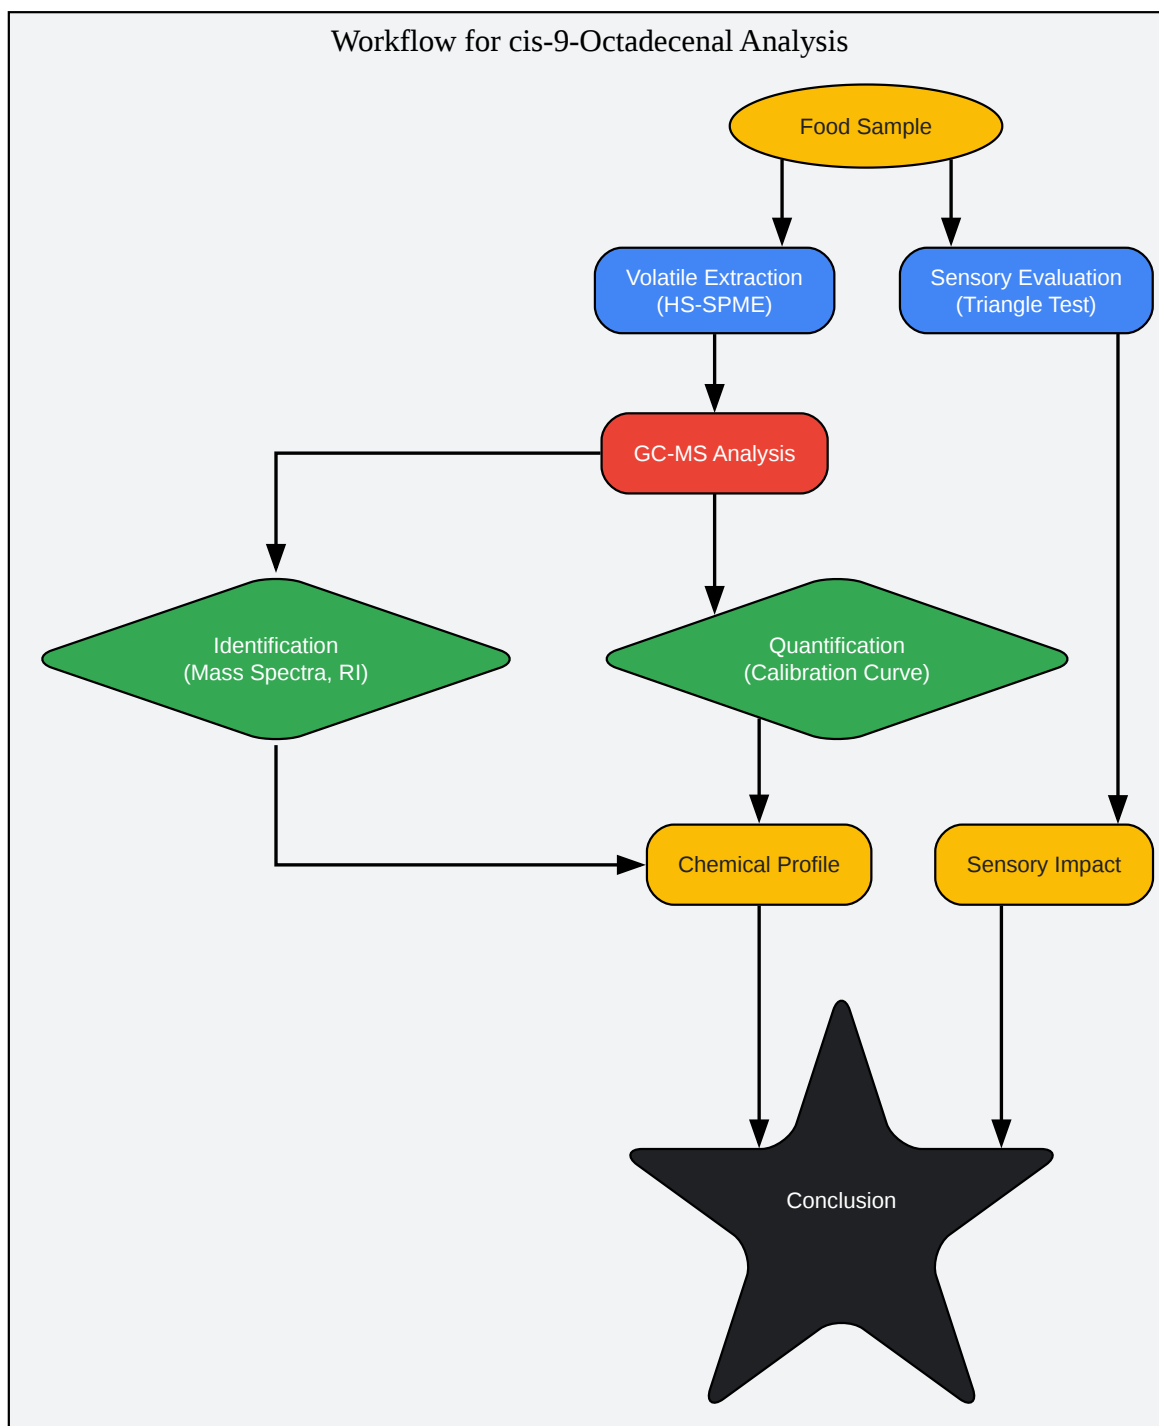 Workflow for cis-9-Octadecenal Analysis
Food Sample
Volatile Extraction
(HS-SPME)
Sensory Evaluation
(Triangle Test)
GC-MS Analysis
Identification
(Mass Spectra, RI)
Quantification
(Calibration Curve)
Chemical Profile
Sensory Impact
Conclusion